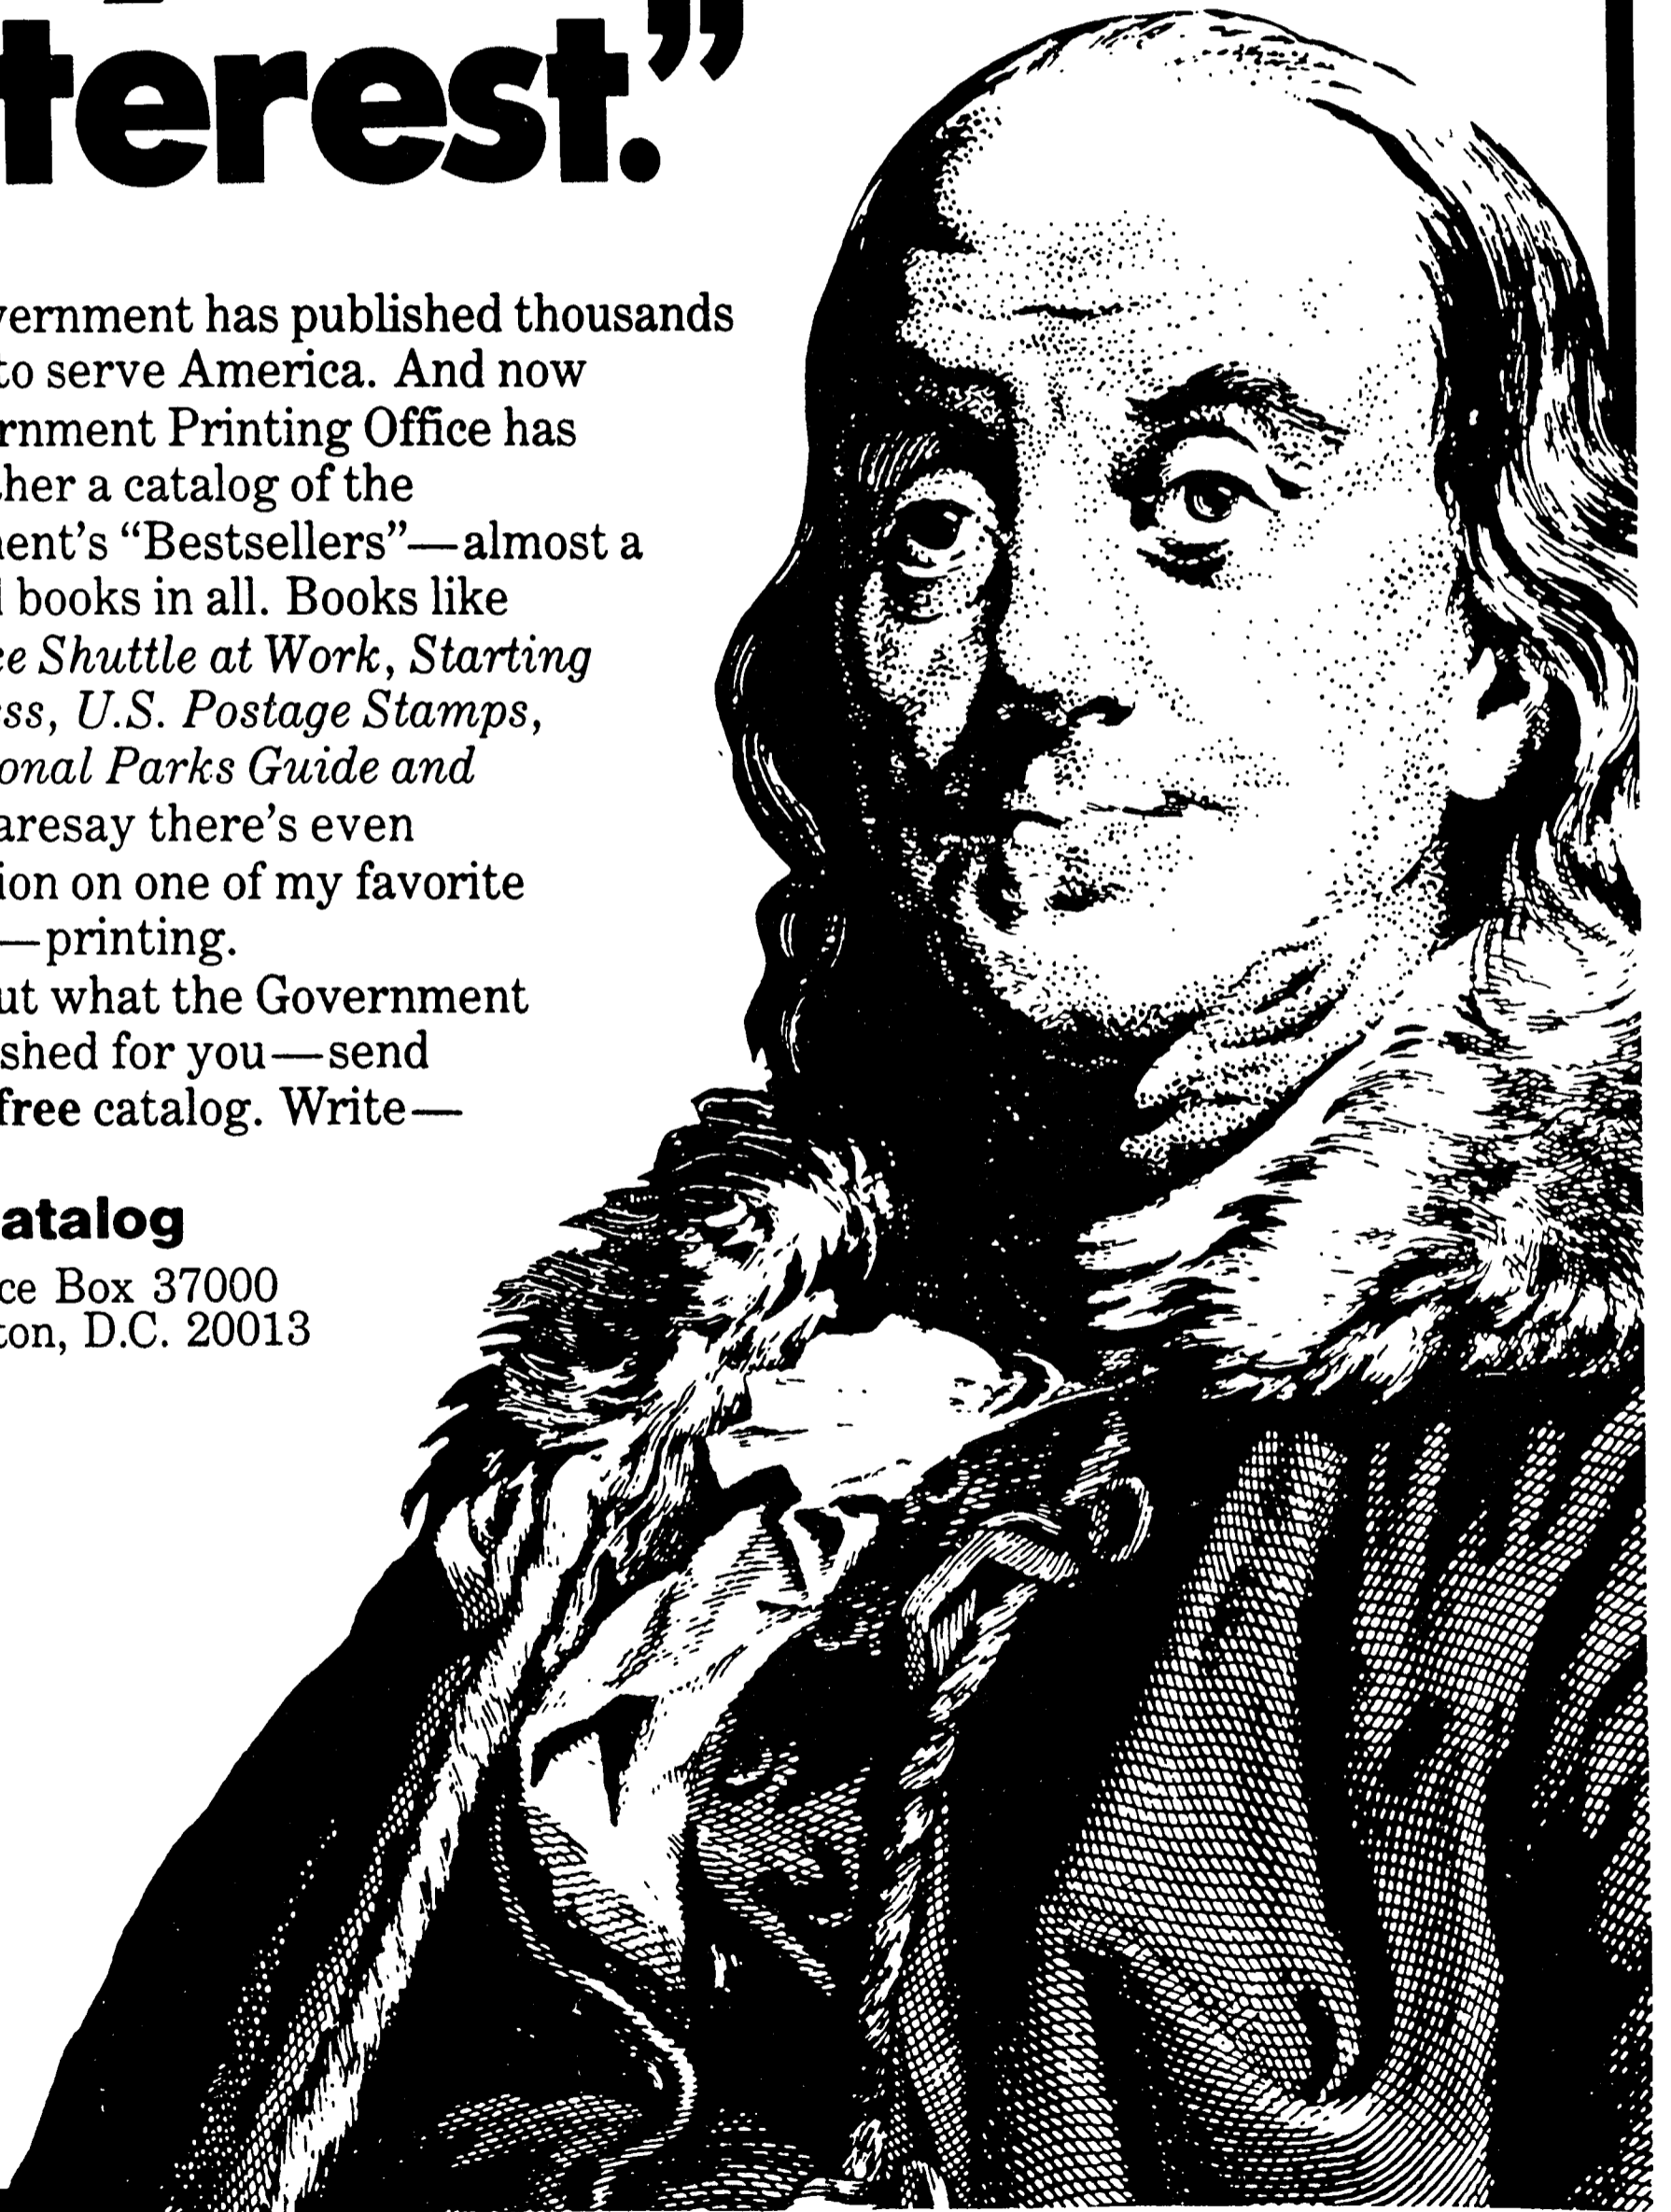 terest.”
vernment has published thousands
to serve America. And now
rnment Printing Office has
ther a catalog of the
ent’s “Bestsellers”—almost a
books in all. Books like
ce Shuttle at Work, Starting
ss, U.S. Postage Stamps,
onal Parks Guide and
aresay there’s even
ion on one of my favorite
—printing.
ut what the Government
shed for you—send
free catalog. Write—
atalog
ce Box 37000
ton, D.C. 20013